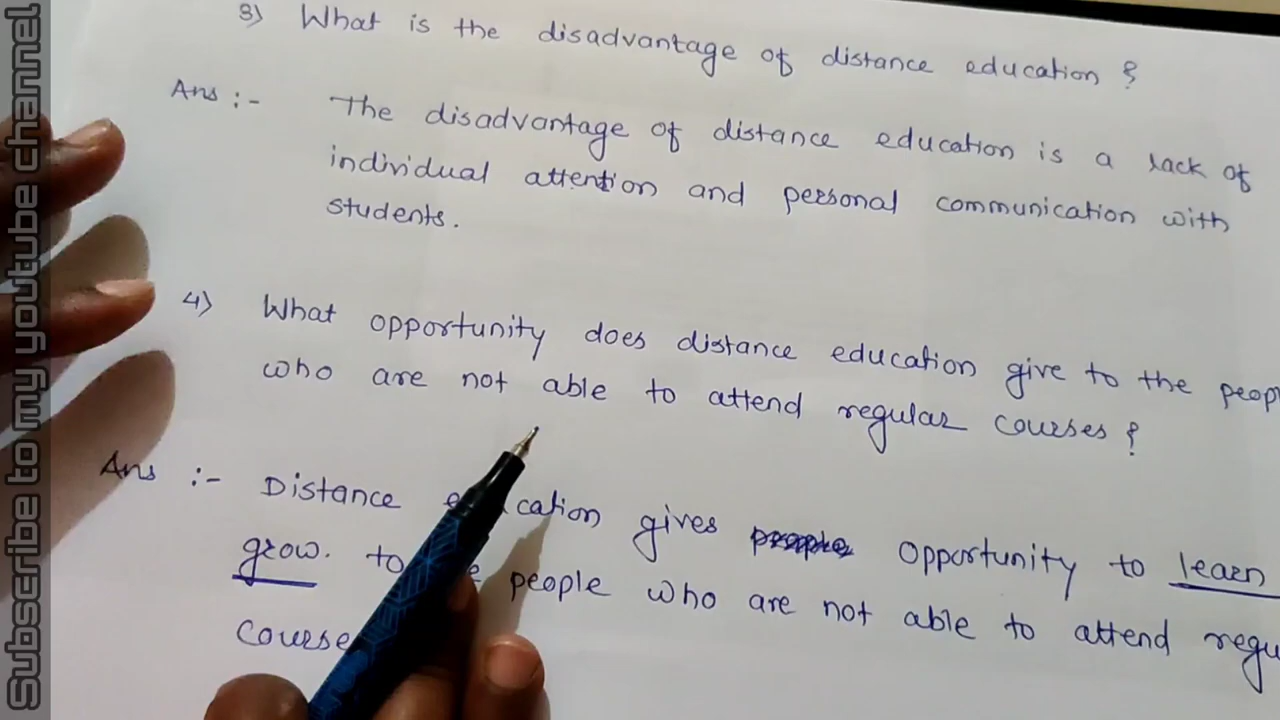 3) What is the disadvantage of distance education ?
Ans :- The disadvantage of distance education is a lack of
individual attention and personal communication with
students.
4) What opportunity does distance education give to the
who are not able to attend regular courses ?
Ans :- Distance education gives opportunity to learn
grow. to people who are not able to attend
Course
Subscribe to my youtube channel